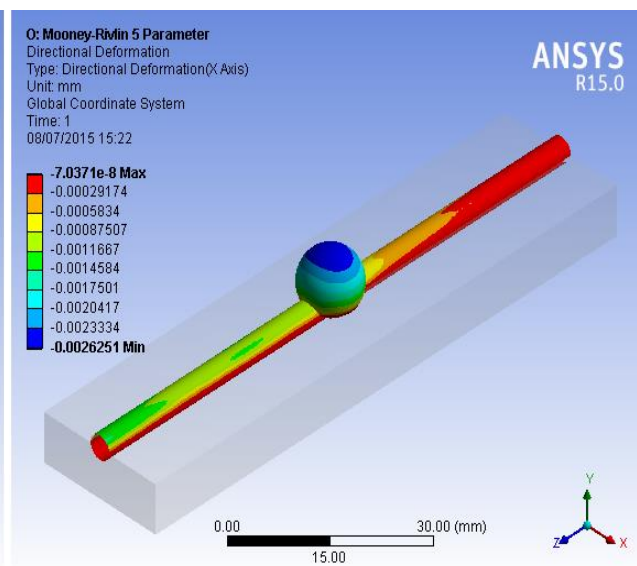 O: Mooney-Rivlin 5 Parameter
Directional Deformation
Type: Directional Deformation(X Axis)
Unit: mm
Global Coordinate System
Time: 1
08/07/2015 15:22
ANSYS
R15.0
-7.0371e-8 Max
-0.00029174
-0.0005834
-0.00087507
-0.0011667
-0.0014584
-0.0017501
-0.0020417
-0.0023334
-0.0026251 Min
0.00
30.00 (mm)
15.00
Y
Z
X